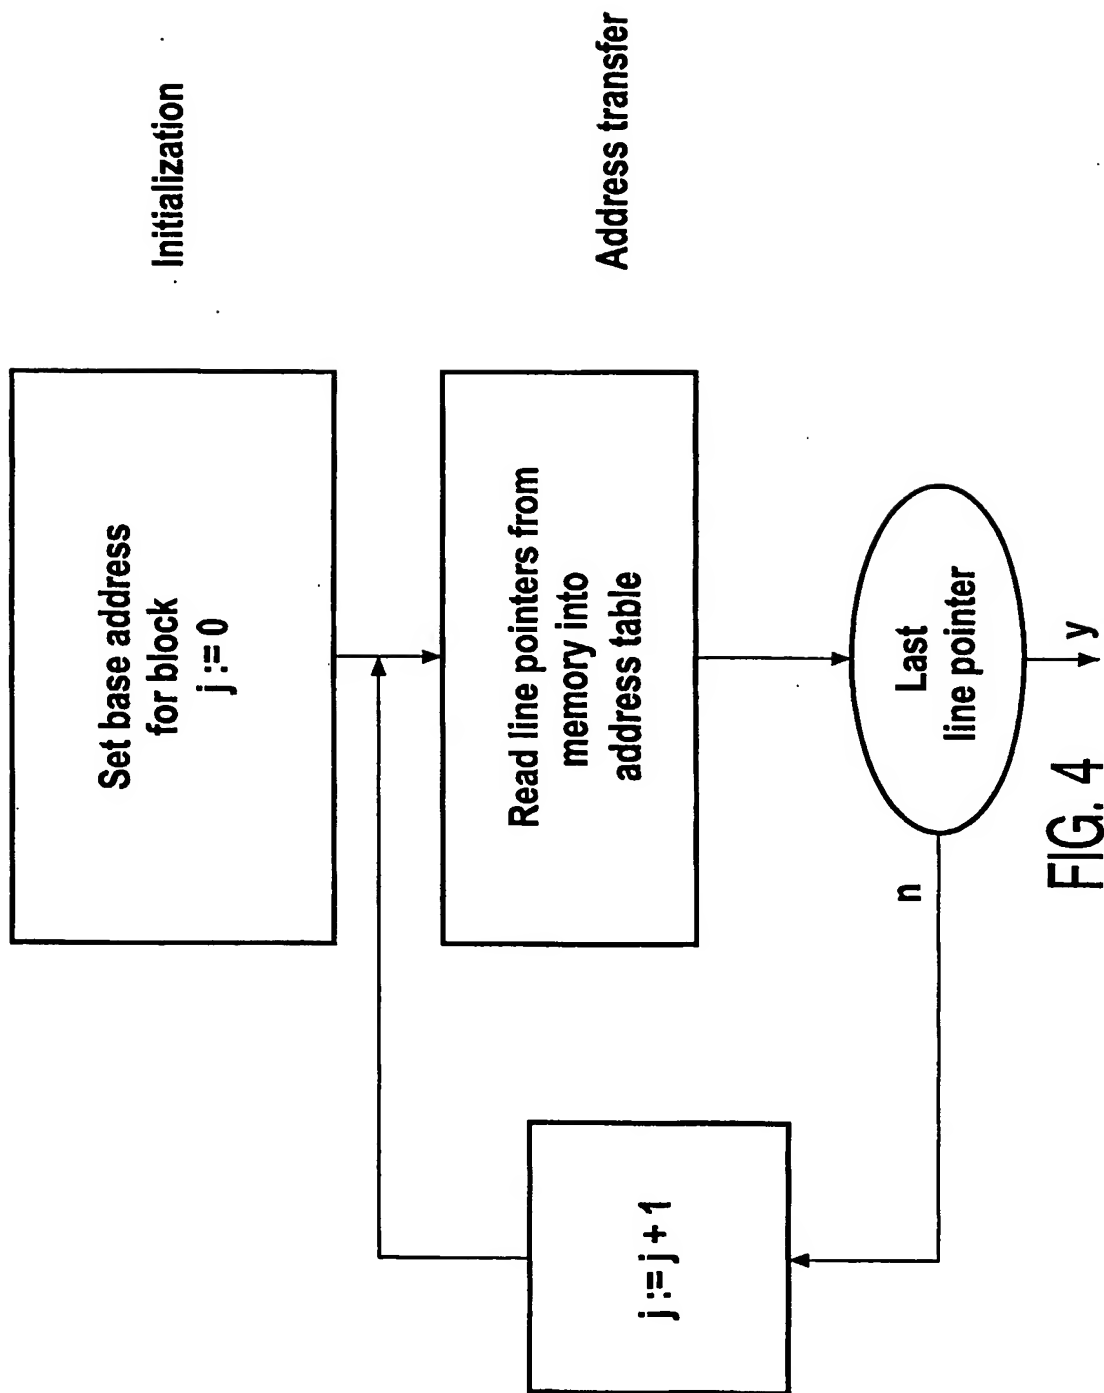 Initialization
Set base address
for block
j := 0
Address transfer
Read line pointers from
memory into
address table
Last
line pointer
n
y
j := j + 1
FIG. 4